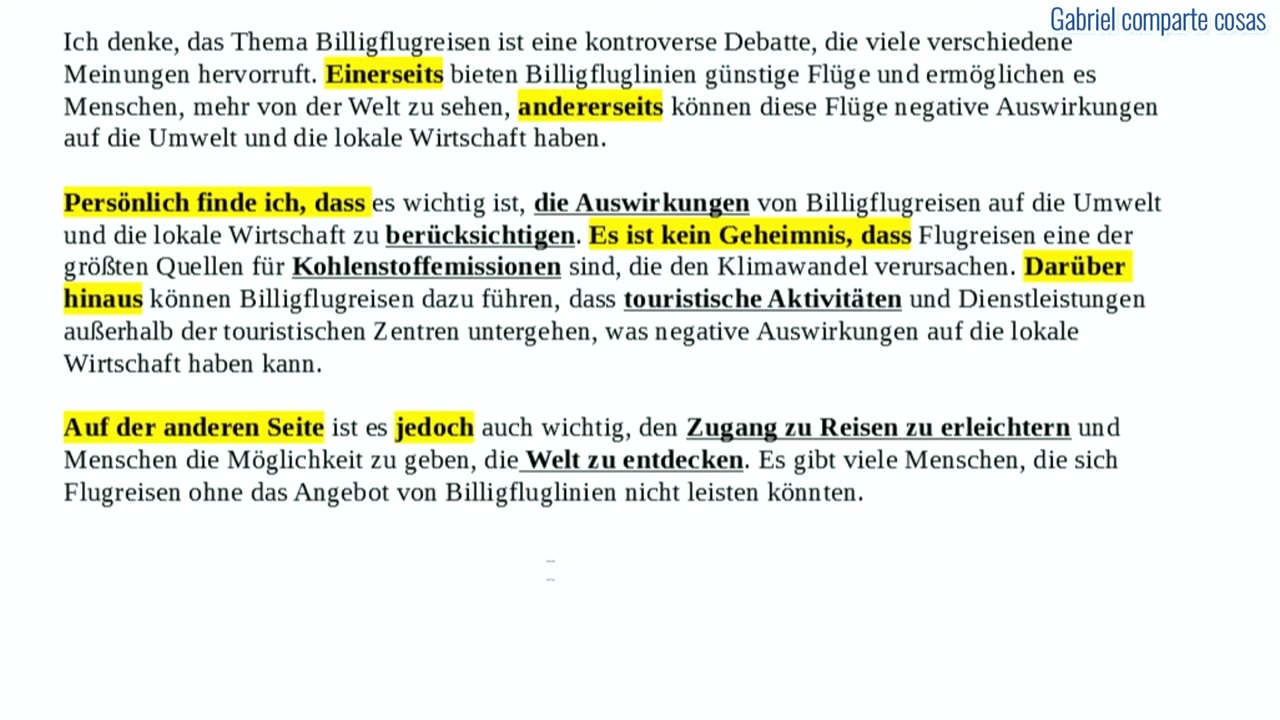 Gabriel comparte cosas
Ich denke, das Thema Billigflugreisen ist eine kontroverse Debatte, die viele verschiedene
Meinungen hervorruft. Einerseits bieten Billigfluglinien günstige Flüge und ermöglichen es
Menschen, mehr von der Welt zu sehen, andererseits können diese Flüge negative Auswirkungen
auf die Umwelt und die lokale Wirtschaft haben.
Persönlich finde ich, dass es wichtig ist, die Auswirkungen von Billigflugreisen auf die Umwelt
und die lokale Wirtschaft zu berücksichtigen. Es ist kein Geheimnis, dass Flugreisen eine der
größten Quellen für Kohlenstoffemissionen sind, die den Klimawandel verursachen. Darüber
hinaus können Billigflugreisen dazu führen, dass touristische Aktivitäten und Dienstleistungen
außerhalb der touristischen Zentren untergehen, was negative Auswirkungen auf die lokale
Wirtschaft haben kann.
Auf der anderen Seite ist es jedoch auch wichtig, den Zugang zu Reisen zu erleichtern und
Menschen die Möglichkeit zu geben, die Welt zu entdecken. Es gibt viele Menschen, die sich
Flugreisen ohne das Angebot von Billigfluglinien nicht leisten könnten.